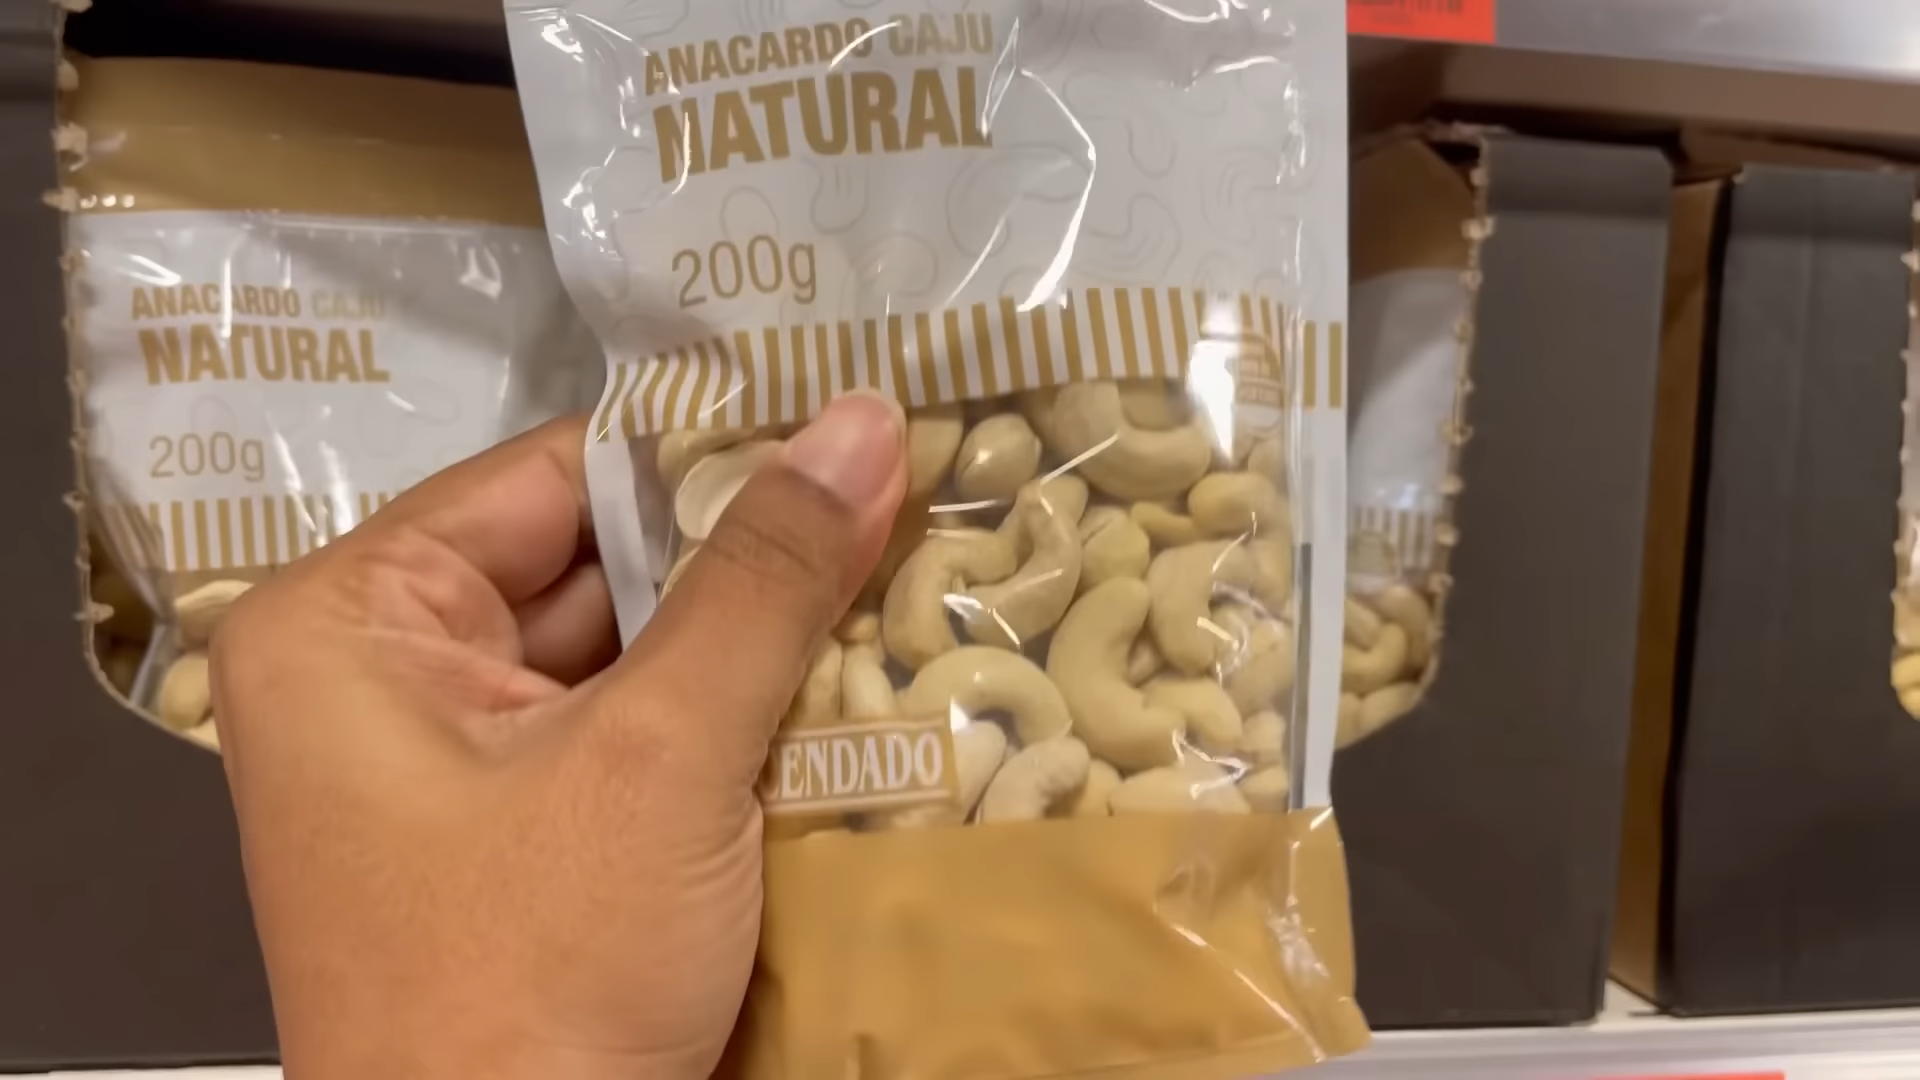 ANACARDO CAJU
NATURAL
200g
ENDADO
ANACARDO CAJU
NATURAL
200g